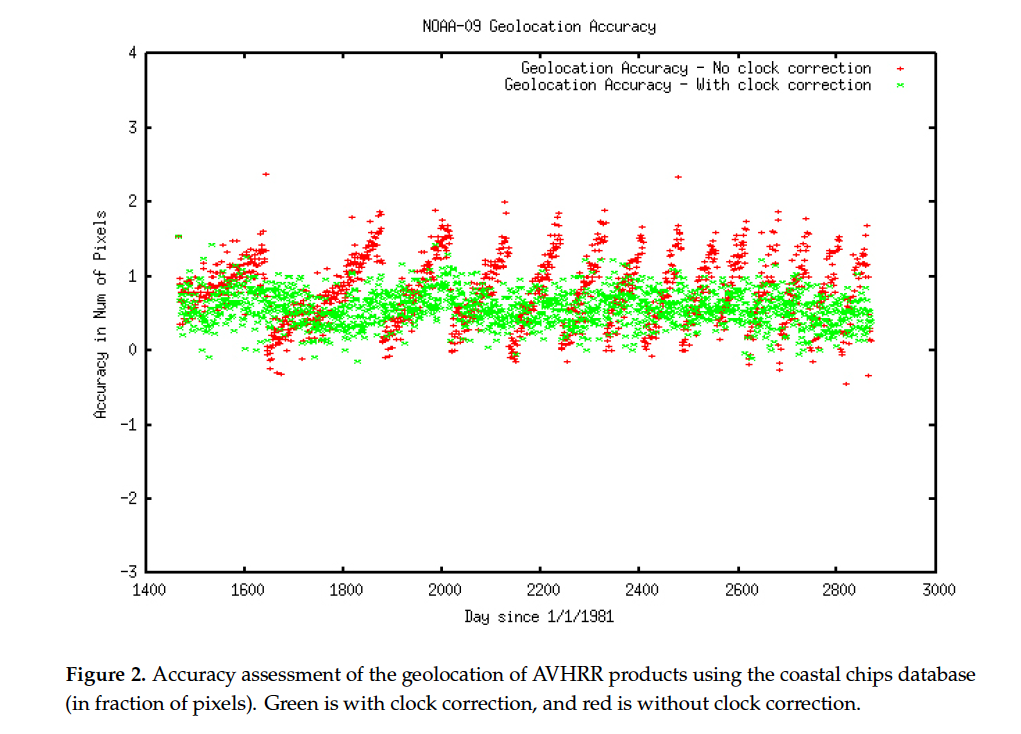 NOAA-09 Geolocation Accuracy
4
Geolocation Accuracy - No clock correction
Geolocation Accuracy - With clock correction
3
2
1
0
-1
-2
-3
Accuracy in Num of Pixels
1400 1600 1800 2000 2200 2400 2600 2800 3000
Day since 1/1/1981
Figure 2. Accuracy assessment of the geolocation of AVHRR products using the coastal chips database
(in fraction of pixels). Green is with clock correction, and red is without clock correction.